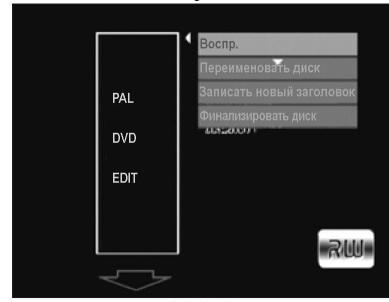 PAL
DVD
EDIT
Воспр.
Переименовать диск
Записать новый заголовок
Финализировать диск
RW